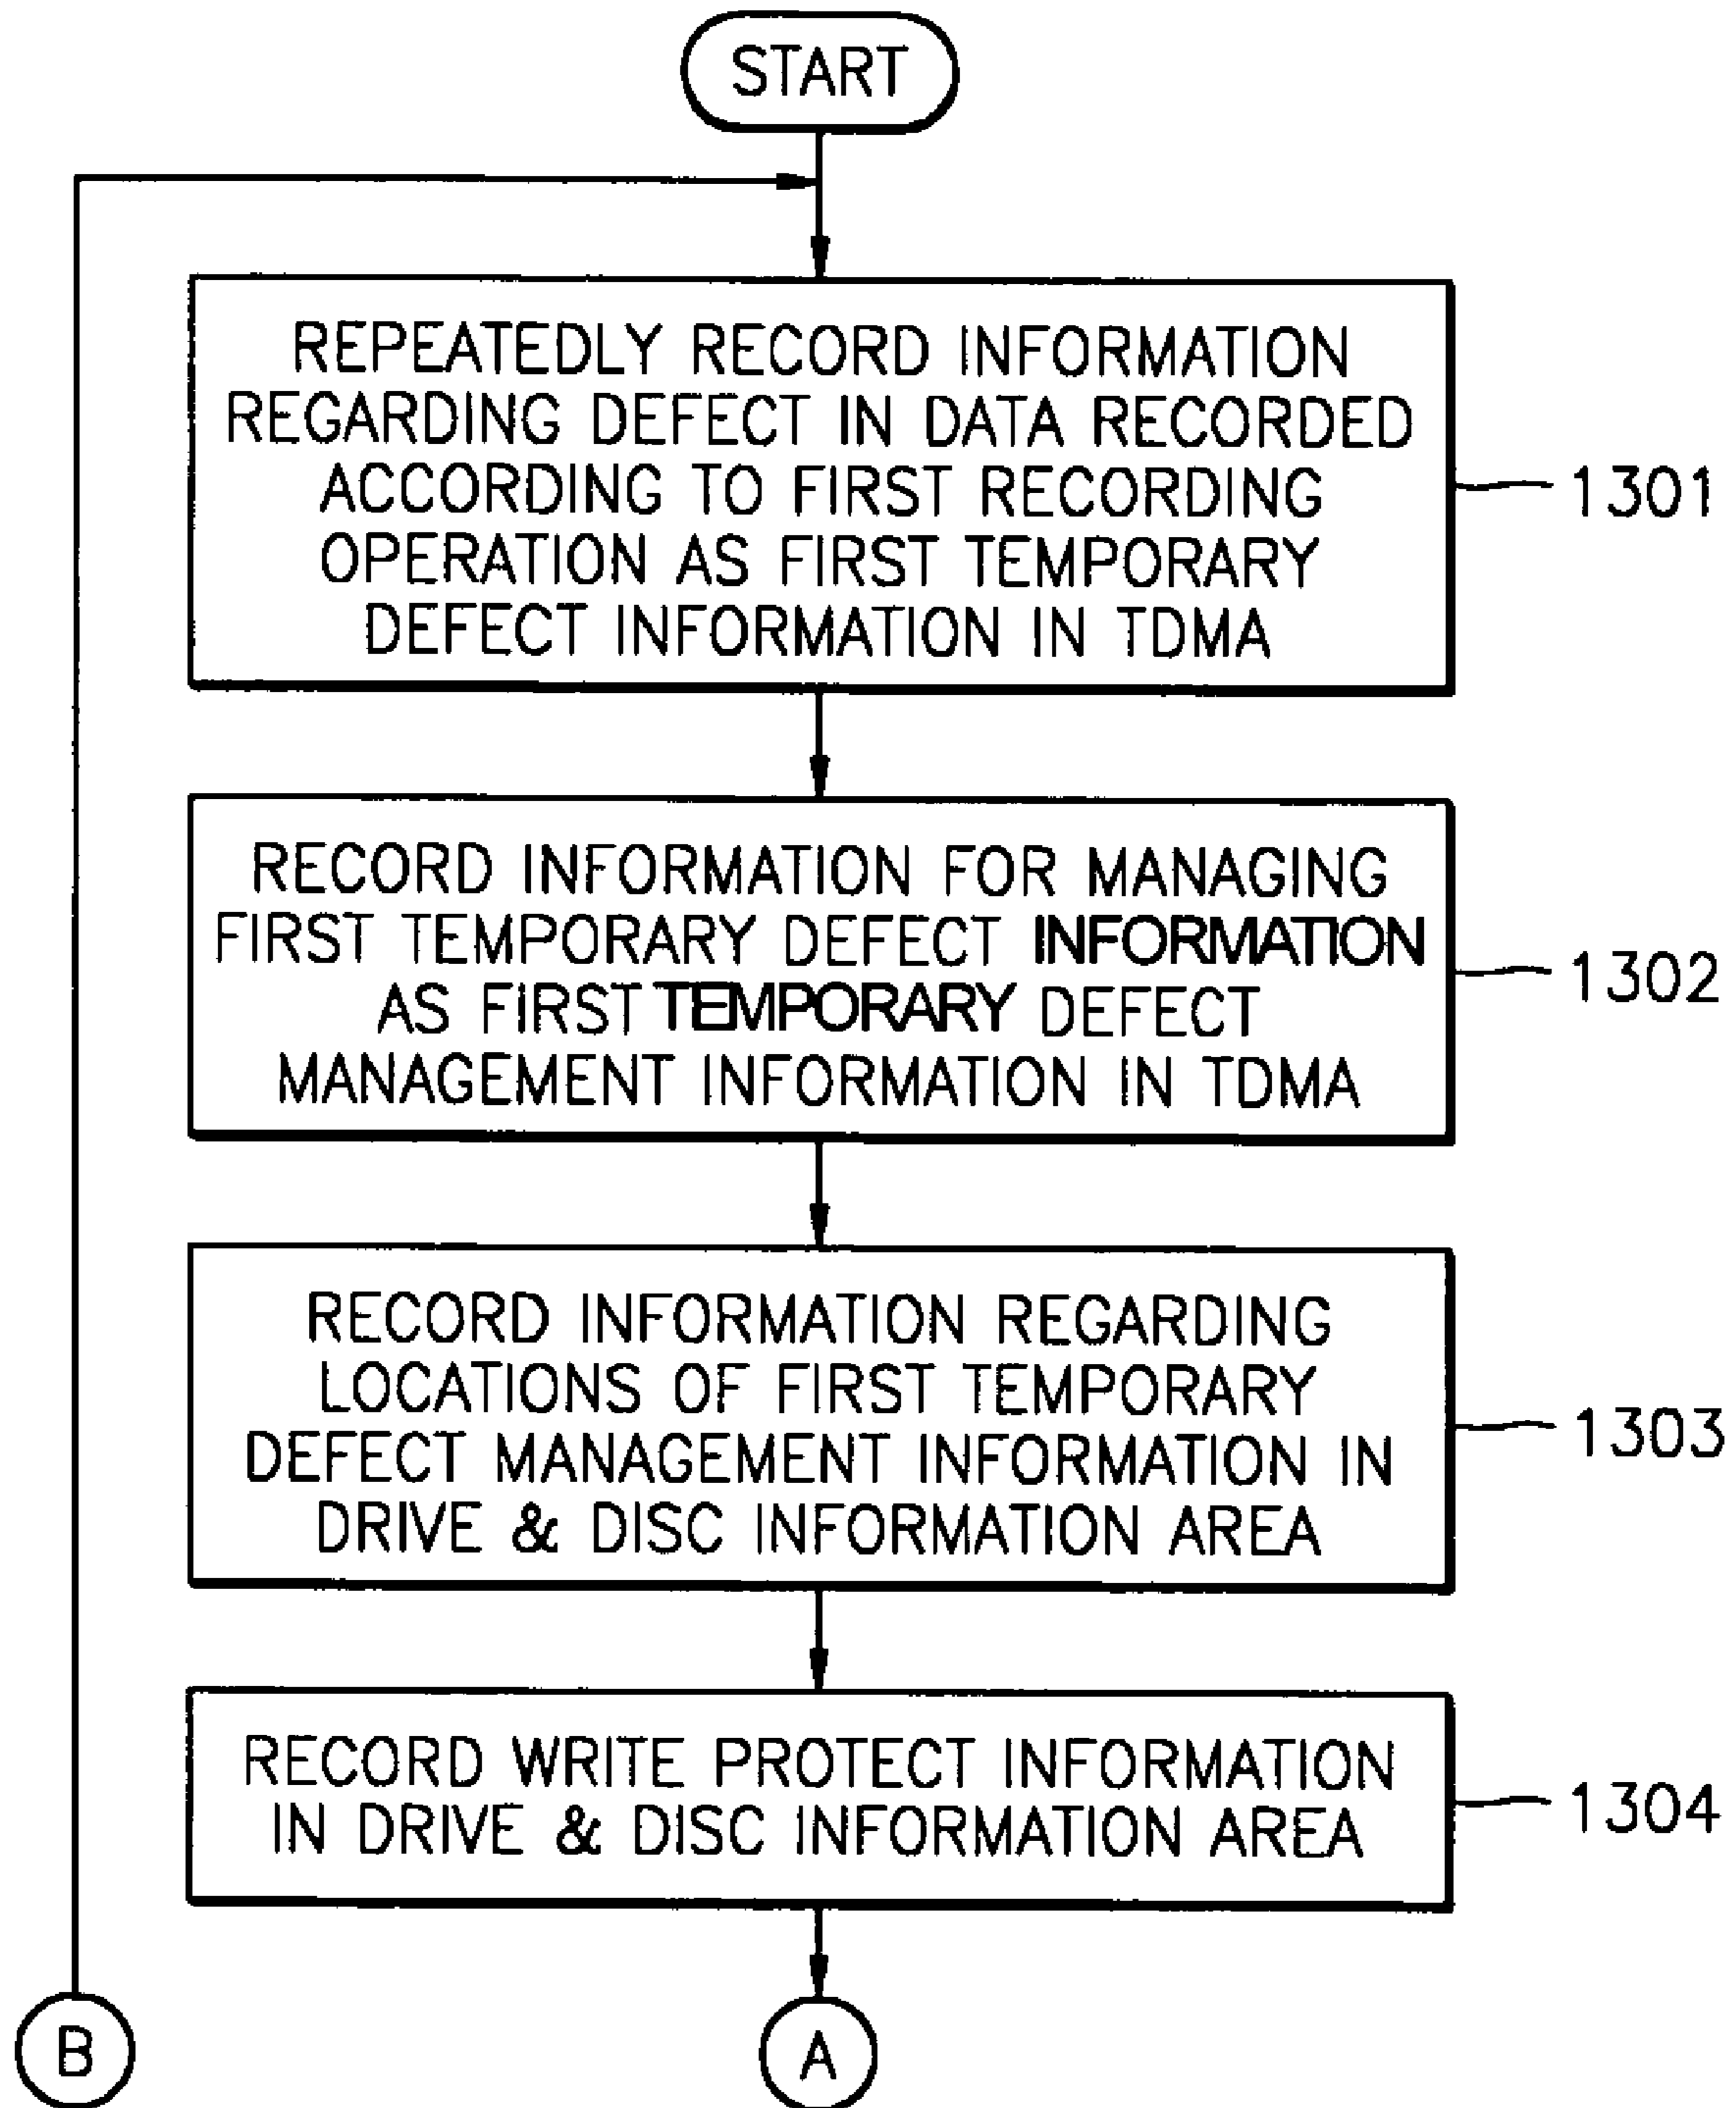 START
REPEATEDLY RECORD INFORMATION
REGARDING DEFECT IN DATA RECORDED
ACCORDING TO FIRST RECORDING
OPERATION AS FIRST TEMPORARY
DEFECT INFORMATION IN TDMA
1301
RECORD INFORMATION FOR MANAGING
FIRST TEMPORARY DEFECT INFORMATION
AS FIRST TEMPORARY DEFECT
MANAGEMENT INFORMATION IN TDMA
1302
RECORD INFORMATION REGARDING
LOCATIONS OF FIRST TEMPORARY
DEFECT MANAGEMENT INFORMATION IN
DRIVE & DISC INFORMATION AREA
1303
RECORD WRITE PROTECT INFORMATION
IN DRIVE & DISC INFORMATION AREA
1304
B
A